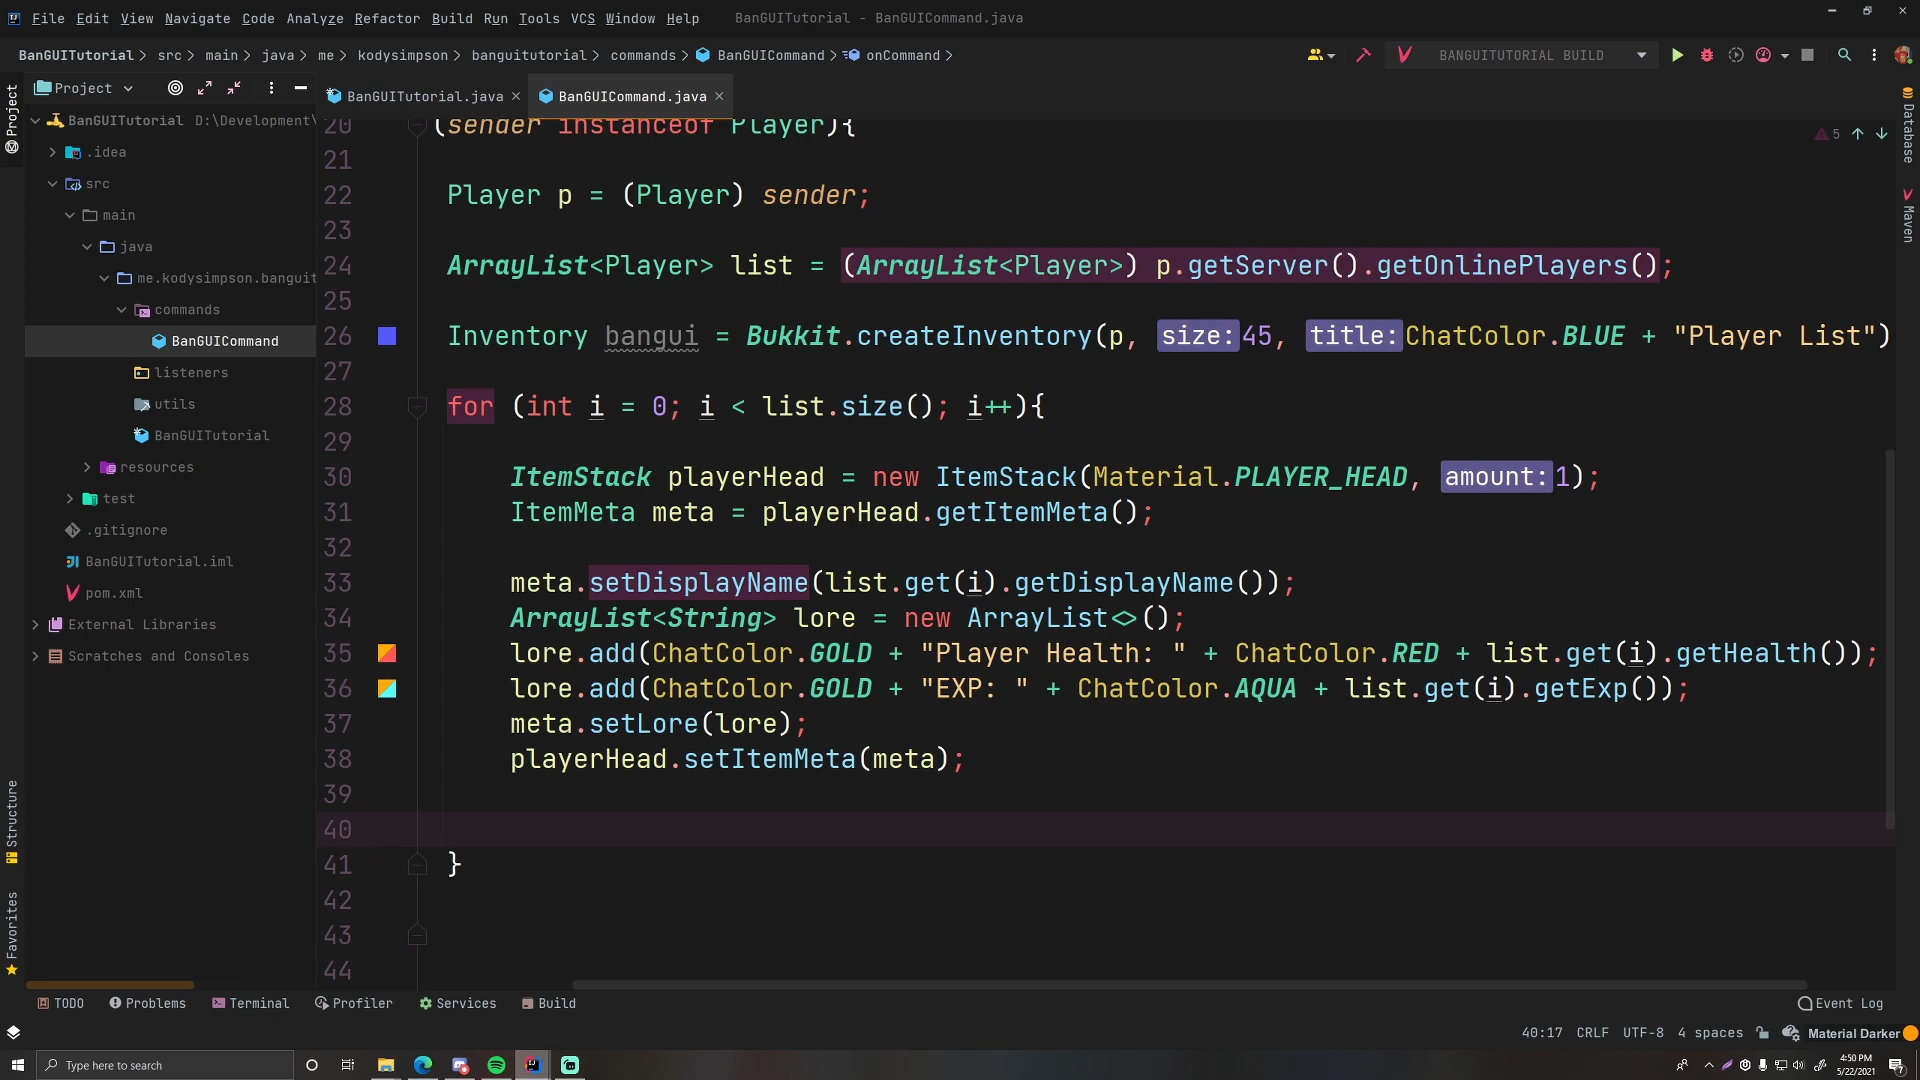 File Edit View Navigate Code Analyze Refactor Build Run Tools VCS Window Help BanGUITutorial - BanGUICommand.java
BanGUITutorial src main java me kodysimpson banguitutorial commands BanGUICommand onCommand BANGUITUTORIAL BUILD
Project
BanGUITutorial.java BanGUICommand.java
Project
BanGUITutorial D:\Development\
.idea
src
main
java
me.kodysimpson.banguit
commands
BanGUICommand
listeners
utils
BanGUITutorial
resources
test
.gitignore
BanGUITutorial.iml
pom.xml
External Libraries
Scratches and Consoles
Structure
Favorites
20 (sender instanceof Player){
21
22 Player p = (Player) sender;
23
24 ArrayList<Player> list = (ArrayList<Player>) p.getServer().getOnlinePlayers();
25
26 Inventory bangui = Bukkit.createInventory(p, size: 45, title: ChatColor.BLUE + "Player List")
27
28 for (int i = 0; i < list.size(); i++){
29
30 ItemStack playerHead = new ItemStack(Material.PLAYER_HEAD, amount: 1);
31 ItemMeta meta = playerHead.getItemMeta();
32
33 meta.setDisplayName(list.get(i).getDisplayName());
34 ArrayList<String> lore = new ArrayList<>();
35 lore.add(ChatColor.GOLD + "Player Health: " + ChatColor.RED + list.get(i).getHealth());
36 lore.add(ChatColor.GOLD + "EXP: " + ChatColor.AQUA + list.get(i).getExp());
37 meta.setLore(lore);
38 playerHead.setItemMeta(meta);
39
40
41 }
42
43
44
5
Database
Maven
TODO Problems Terminal Profiler Services Build Event Log
40:17 CRLF UTF-8 4 spaces Material Darker
Type here to search
4:50 PM
5/22/2021
7